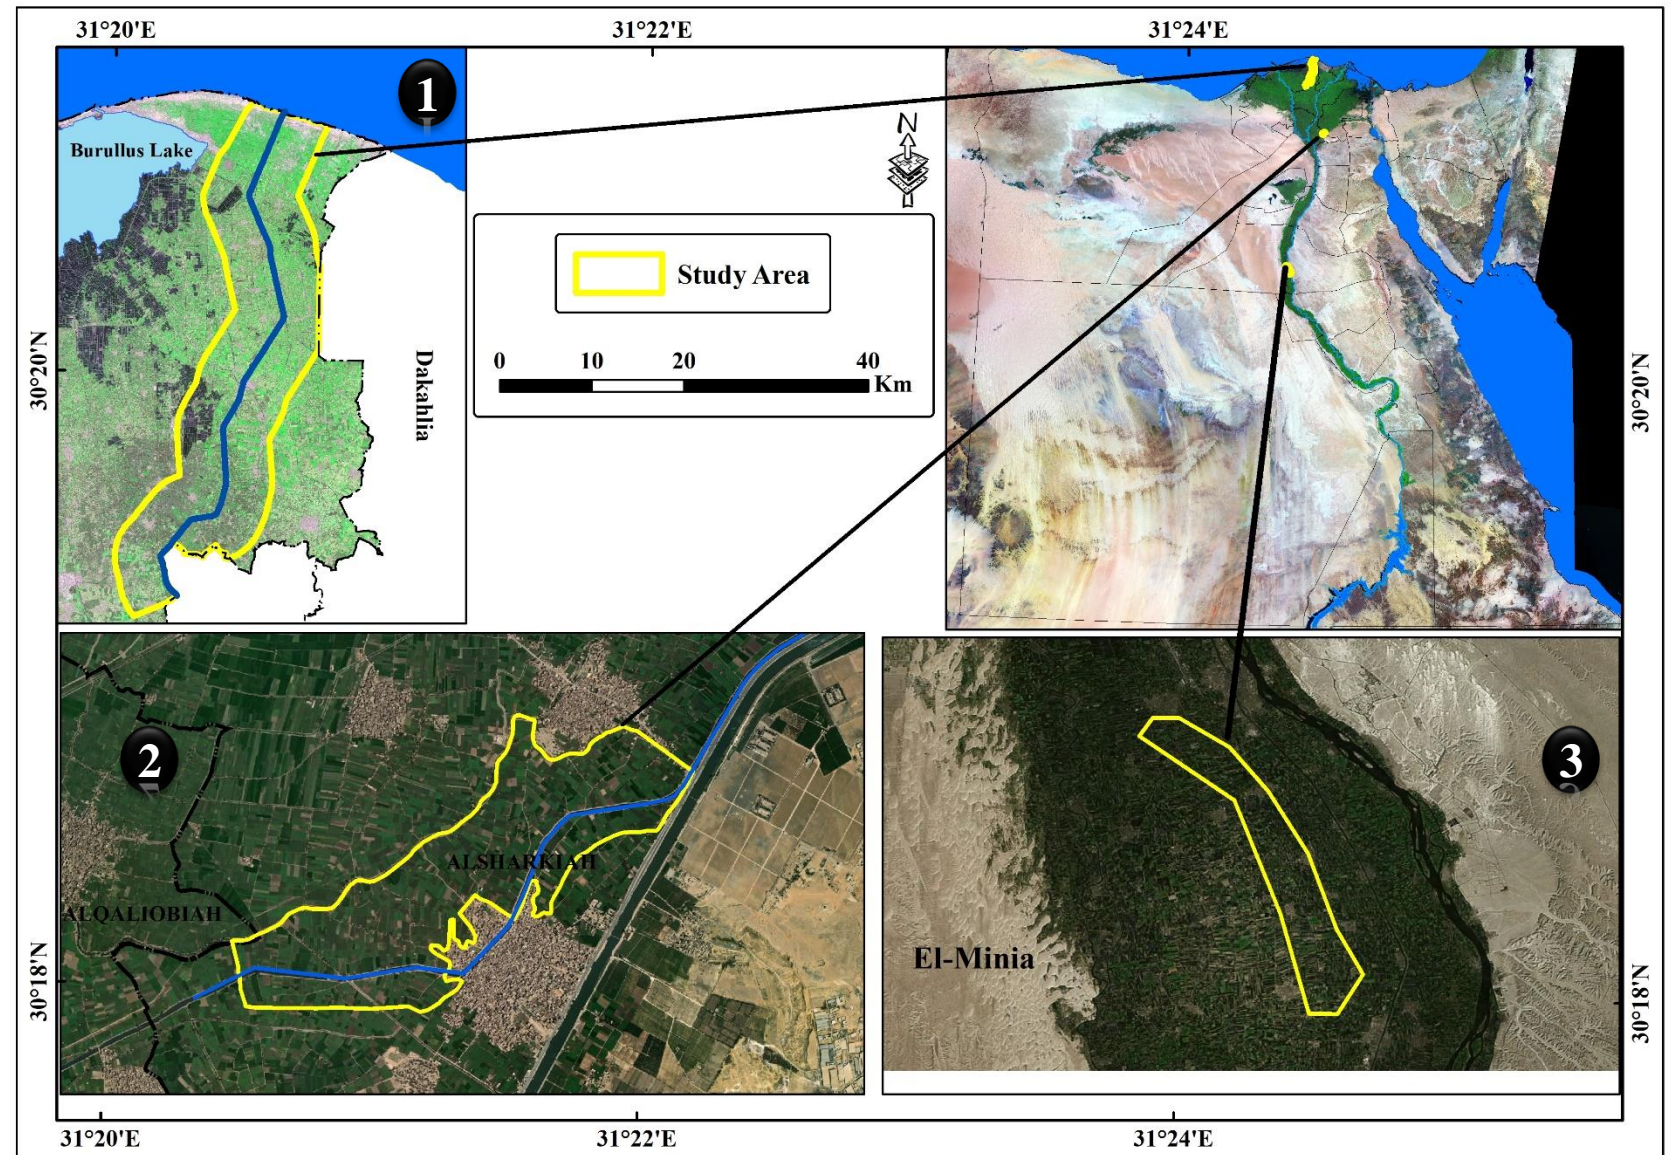 31°20'E 31°22'E 31°24'E
1
Burullus Lake
N
Study Area
0 10 20 40
Km
30°20'N
30°20'N
Dakahlia
2
3
ALSHARKIAH
ALQALIOBIAH
El-Minia
30°18'N
30°18'N
31°20'E 31°22'E 31°24'E